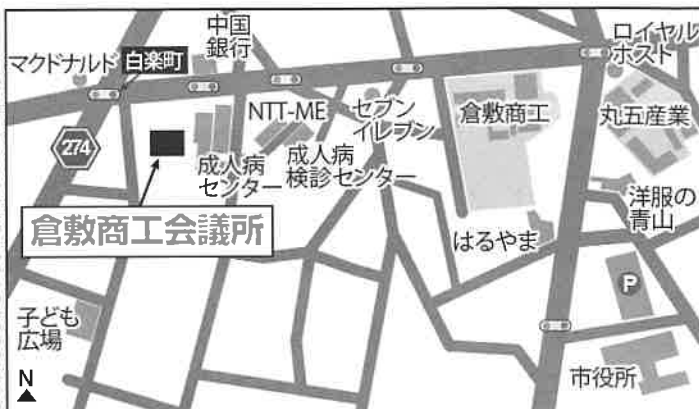 中国
銀行
ロイヤル
ホスト
マクドナルド
白楽町
NTT-ME
セブン
イレブン
倉敷商工
丸五産業
274
成人病
センター
成人病
検診センター
洋服の
青山
倉敷商工会議所
はるやま
P
子ども
広場
市役所
N